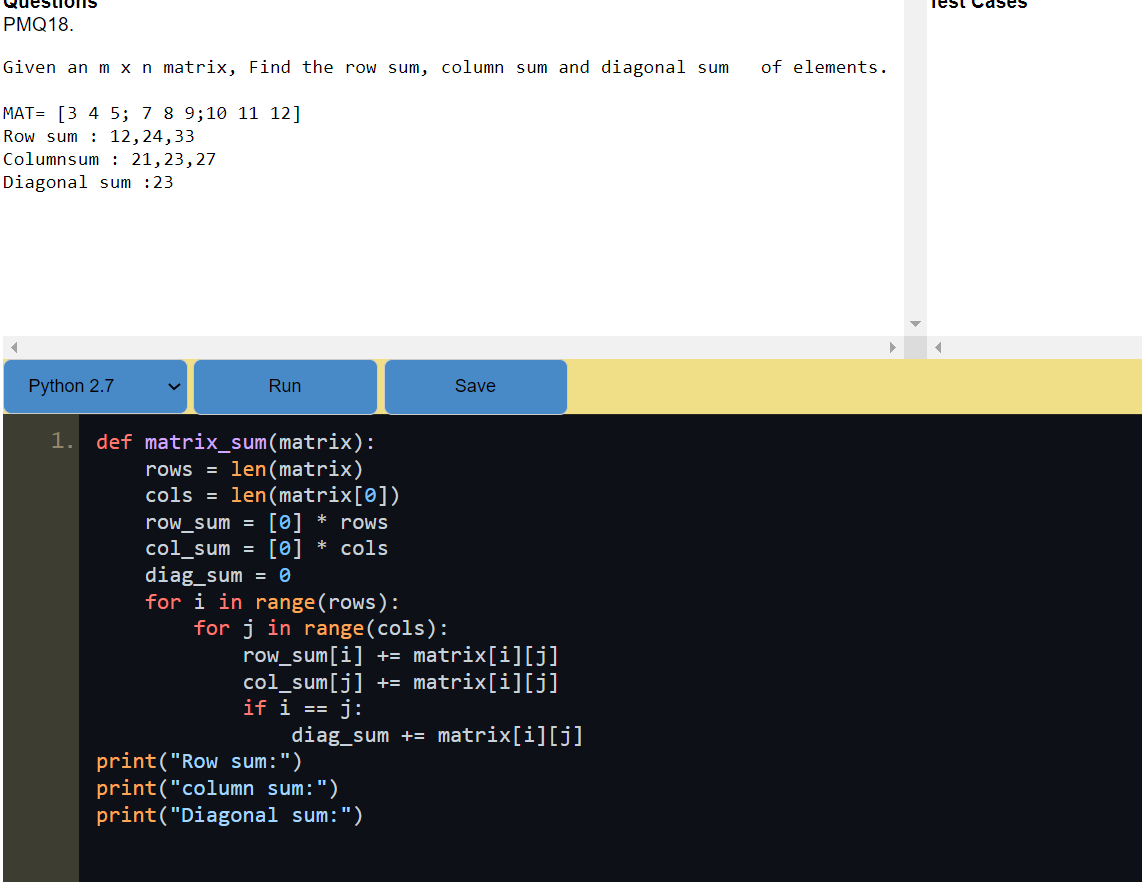 Questions
Test Cases
PMQ18.
Given an m x n matrix, Find the row sum, column sum and diagonal sum   of elements.
MAT= [3 4 5; 7 8 9;10 11 12]
Row sum : 12,24,33
Columnsum : 21,23,27
Diagonal sum :23
Python 2.7
Run
Save
1. def matrix_sum(matrix):
    rows = len(matrix)
    cols = len(matrix[0])
    row_sum = [0] * rows
    col_sum = [0] * cols
    diag_sum = 0
    for i in range(rows):
        for j in range(cols):
            row_sum[i] += matrix[i][j]
            col_sum[j] += matrix[i][j]
            if i == j:
                diag_sum += matrix[i][j]
print("Row sum:")
print("column sum:")
print("Diagonal sum:")